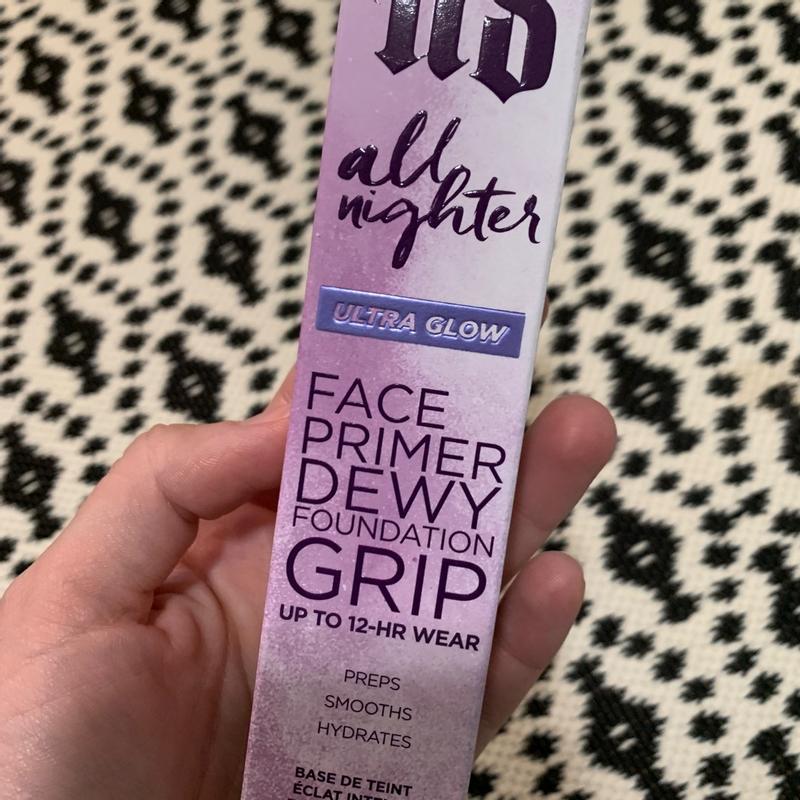 UD
all
nighter
ULTRA GLOW
FACE
PRIMER
DEWY
FOUNDATION
GRIP
UP TO 12-HR WEAR
PREPS
SMOOTHS
HYDRATES
BASE DE TEINT
ÉCLAT